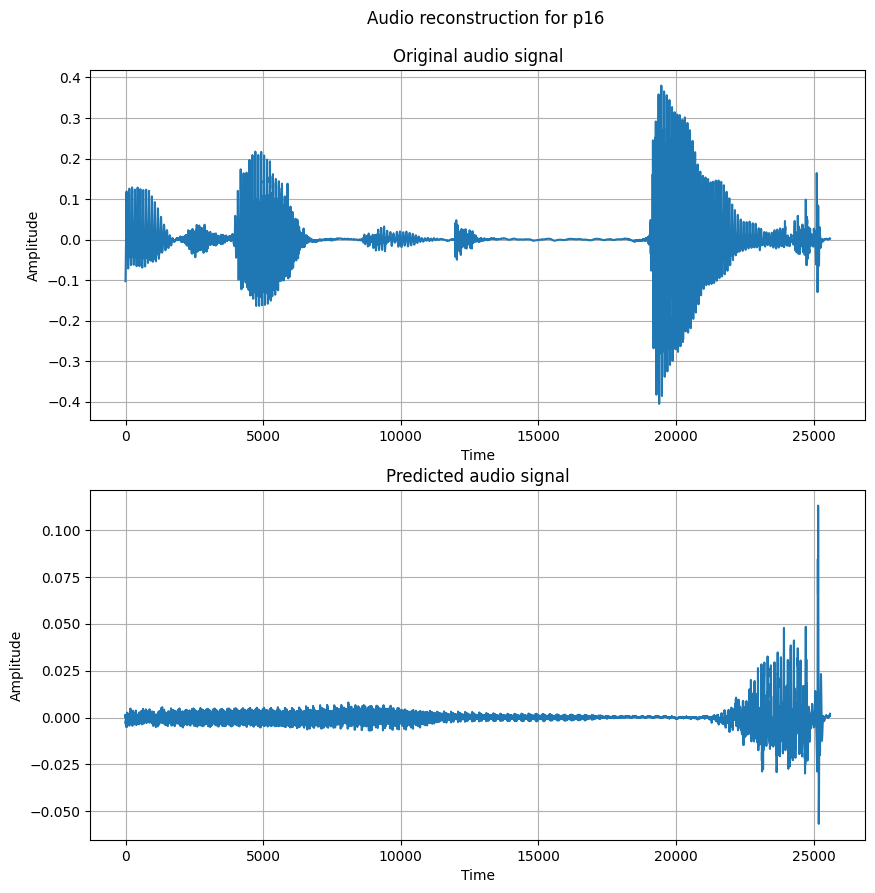 Audio reconstruction for p16
Original audio signal
0.4
0.3
0.2
0.1
0.0
−0.1
−0.2
−0.3
−0.4
Amplitude
0 5000 10000 15000 20000 25000
Time
Predicted audio signal
0.100
0.075
0.050
0.025
0.000
−0.025
−0.050
Amplitude
0 5000 10000 15000 20000 25000
Time